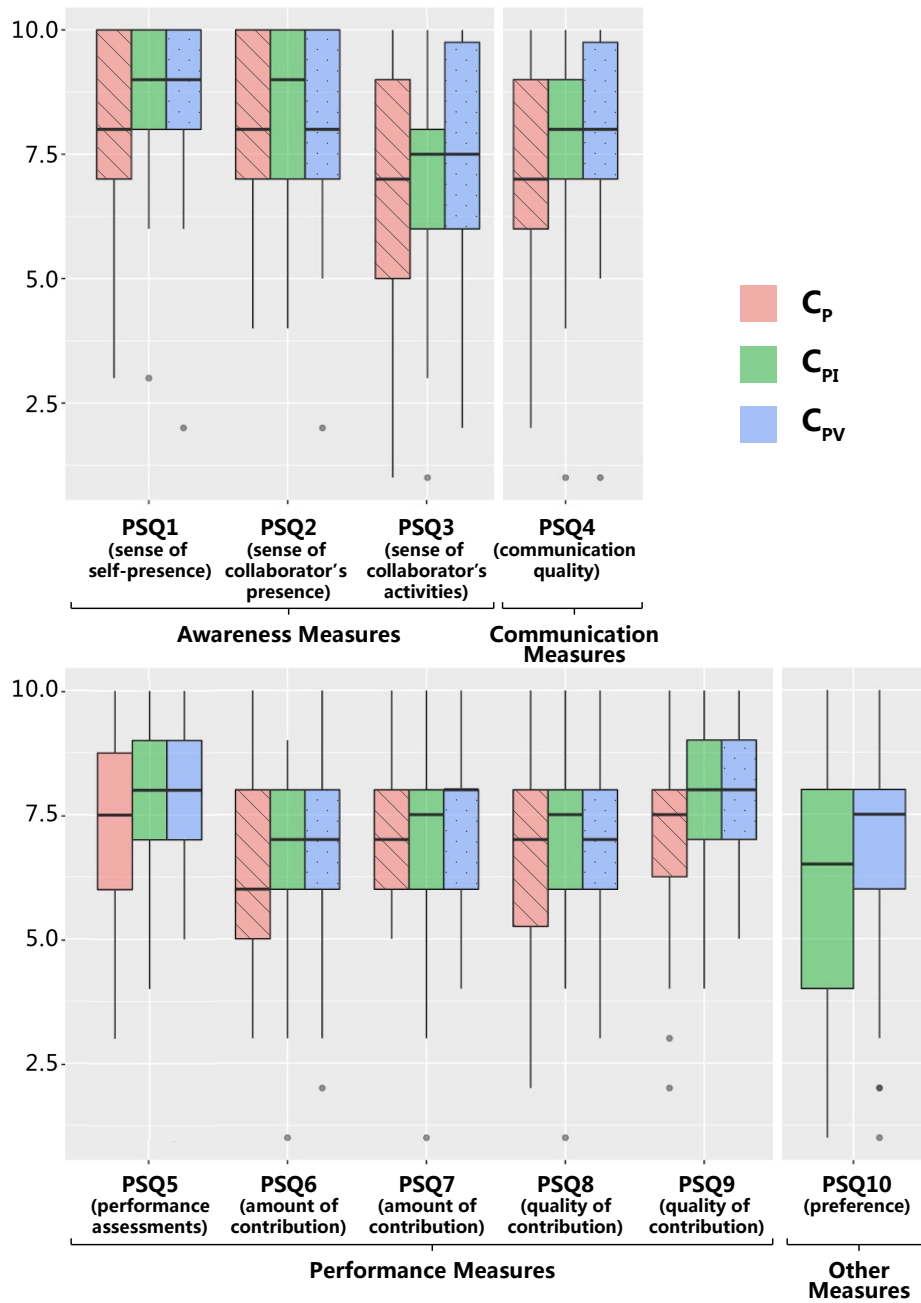 10.0
7.5
5.0
2.5
C_P
C_PI
C_PV
PSQ1 PSQ2 PSQ3 PSQ4
(sense of (sense of (sense of (communication
self-presence) collaborator's collaborator's quality)
presence) activities)
Awareness Measures Communication
Measures
10.0
7.5
5.0
2.5
PSQ5 PSQ6 PSQ7 PSQ8 PSQ9 PSQ10
(performance (amount of (amount of (quality of (quality of (preference)
assessments) contribution) contribution) contribution) contribution)
Performance Measures Other
Measures